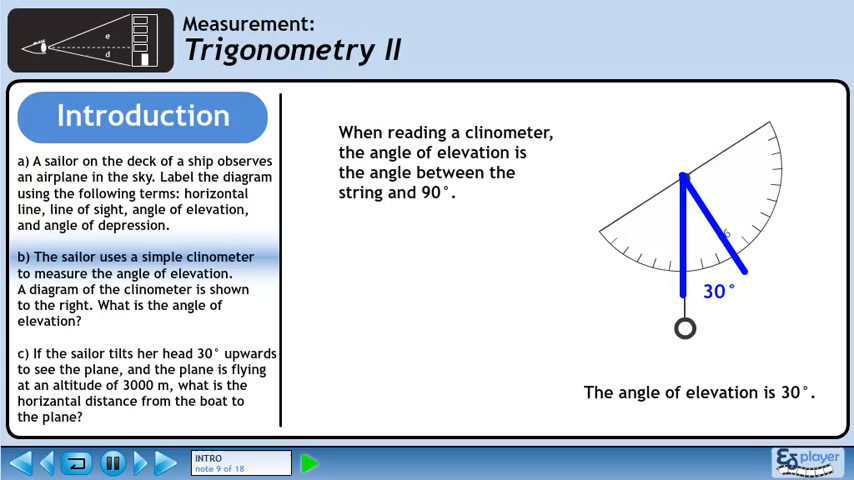 Measurement:
Trigonometry II
e
d
Introduction
a) A sailor on the deck of a ship observes
an airplane in the sky. Label the diagram
using the following terms: horizontal
line, line of sight, angle of elevation,
and angle of depression.
b) The sailor uses a simple clinometer
to measure the angle of elevation.
A diagram of the clinometer is shown
to the right. What is the angle of
elevation?
c) If the sailor tilts her head 30° upwards
to see the plane, and the plane is flying
at an altitude of 3000 m, what is the
horizantal distance from the boat to
the plane?
When reading a clinometer,
the angle of elevation is
the angle between the
string and 90°.
30°
The angle of elevation is 30°.
INTRO
note 9 of 18
player